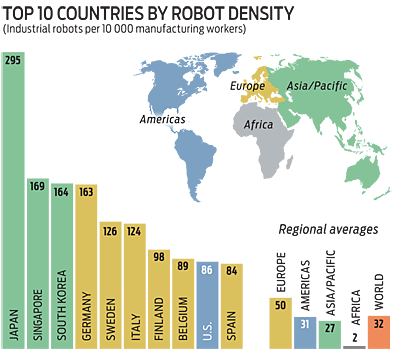 TOP 10 COUNTRIES BY ROBOT DENSITY
(Industrial robots per 10 000 manufacturing workers)
Americas
Europe
Asia/Pacific
Africa
295
169
164
163
126
124
98
89
86
84
JAPAN
SINGAPORE
SOUTH KOREA
GERMANY
SWEDEN
ITALY
FINLAND
BELGIUM
U.S.
SPAIN
Regional averages
EUROPE
AMERICAS
ASIA/PACIFIC
AFRICA
WORLD
50
31
27
2
32